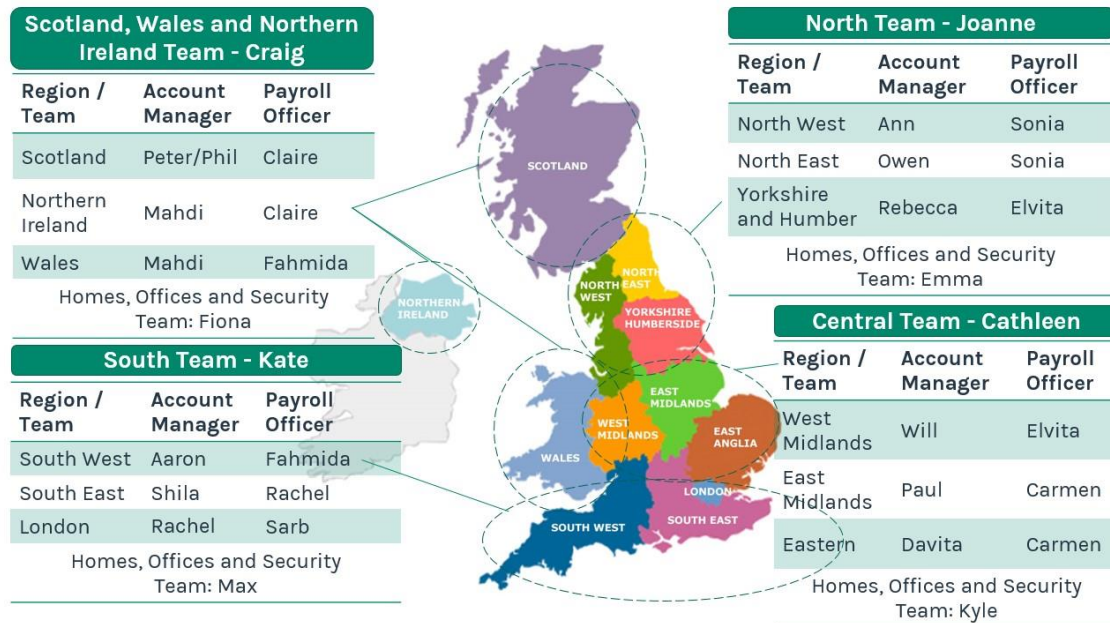 Scotland, Wales and Northern
Ireland Team - Craig
Region / Team Account Manager Payroll Officer
Scotland Peter/Phil Claire
Northern Ireland Mahdi Claire
Wales Mahdi Fahmida
Homes, Offices and Security
Team: Fiona
South Team - Kate
Region / Team Account Manager Payroll Officer
South West Aaron Fahmida
South East Shila Rachel
London Rachel Sarb
Homes, Offices and Security
Team: Max
SCOTLAND
NORTHERN
IRELAND
NORTH
EAST
NORTH
WEST
YORKSHIRE
HUMBERSIDE
EAST
MIDLANDS
WEST
MIDLANDS
EAST
ANGLIA
WALES
LONDON
SOUTH WEST
SOUTH EAST
North Team - Joanne
Region / Team Account Manager Payroll Officer
North West Ann Sonia
North East Owen Sonia
Yorkshire and Humber Rebecca Elvita
Homes, Offices and Security
Team: Emma
Central Team - Cathleen
Region / Team Account Manager Payroll Officer
West Midlands Will Elvita
East Midlands Paul Carmen
Eastern Davita Carmen
Homes, Offices and Security
Team: Kyle